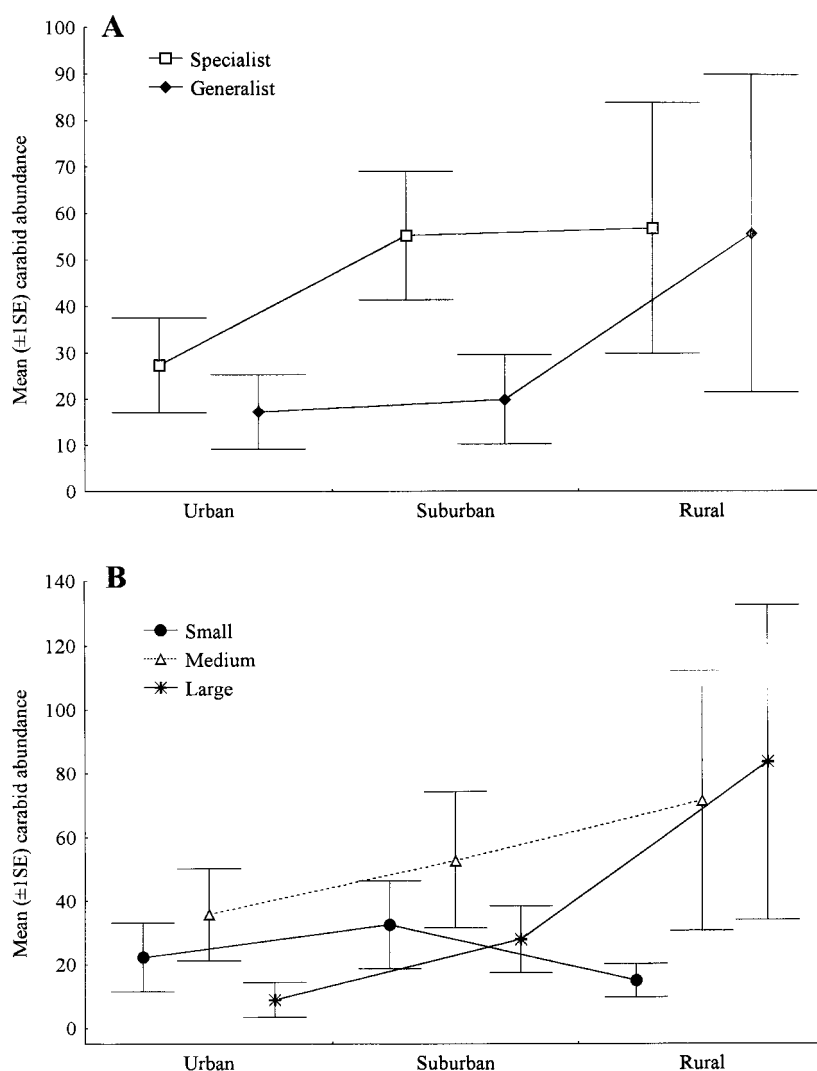 A
Specialist
Generalist
Mean (±1SE) carabid abundance
100
90
80
70
60
50
40
30
20
10
0
Urban Suburban Rural
B
Small
Medium
Large
Mean (±1SE) carabid abundance
140
120
100
80
60
40
20
0
Urban Suburban Rural